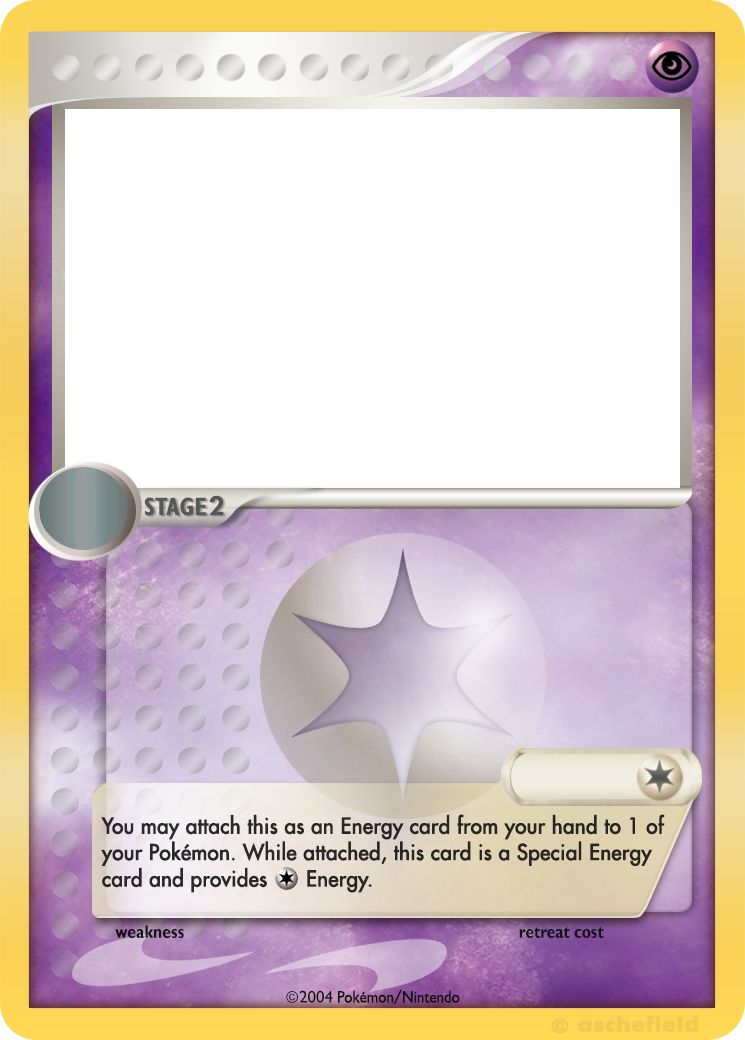 STAGE2
You may attach this as an Energy card from your hand to 1 of
your Pokémon. While attached, this card is a Special Energy
card and provides Energy.
weakness retreat cost
©2004 Pokémon/Nintendo
© aschefield